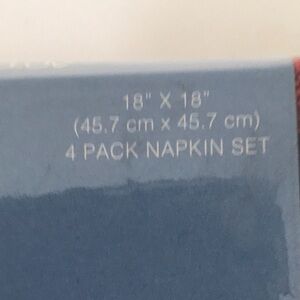 18" X 18"
(45.7 cm x 45.7 cm)
4 PACK NAPKIN SET